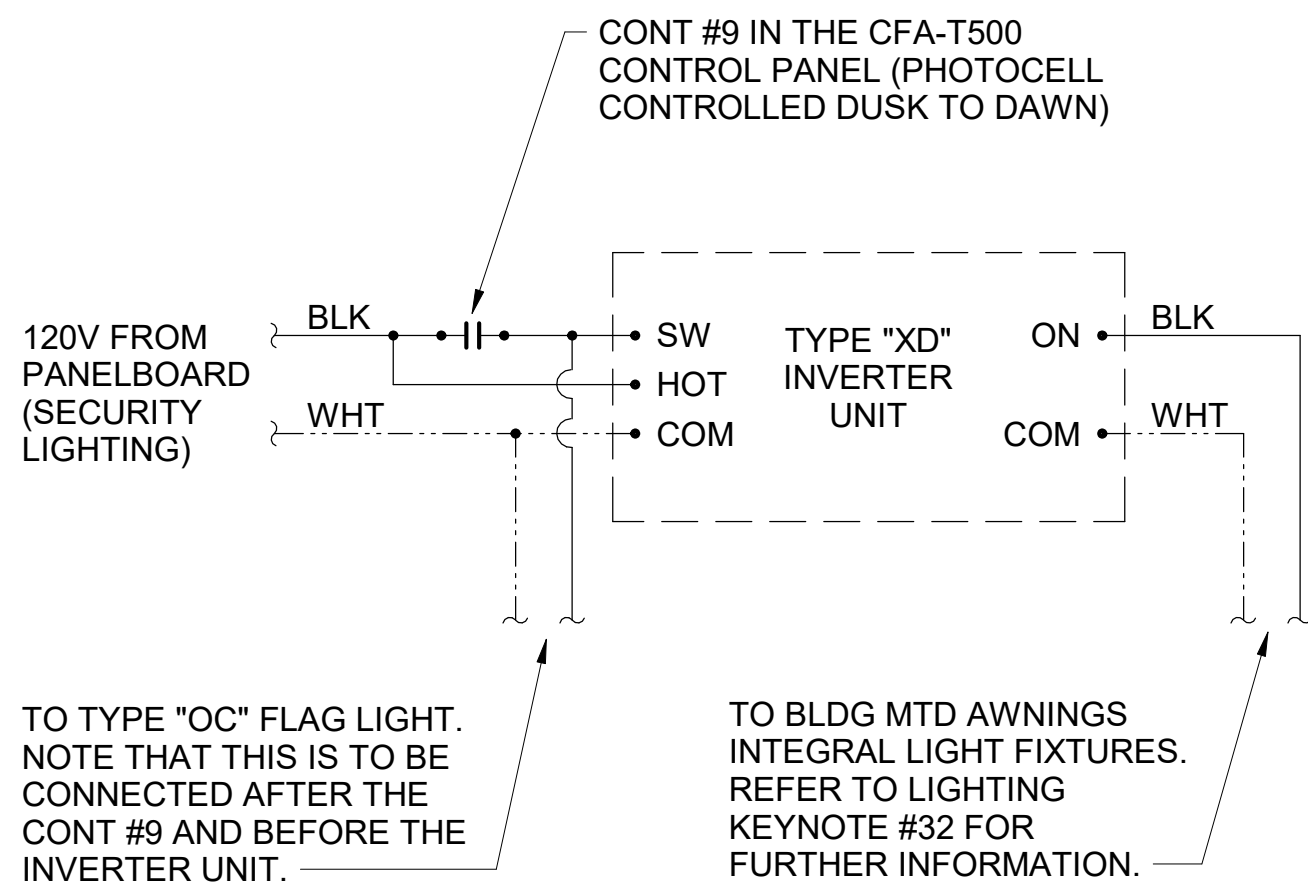 CONT #9 IN THE CFA-T500
CONTROL PANEL (PHOTOCELL
CONTROLLED DUSK TO DAWN)
120V FROM
PANELBOARD
(SECURITY
LIGHTING)
BLK
WHT
SW
HOT
COM
TYPE "XD"
INVERTER
UNIT
ON
COM
BLK
WHT
TO TYPE "OC" FLAG LIGHT.
NOTE THAT THIS IS TO BE
CONNECTED AFTER THE
CONT #9 AND BEFORE THE
INVERTER UNIT.
TO BLDG MTD AWNINGS
INTEGRAL LIGHT FIXTURES.
REFER TO LIGHTING
KEYNOTE #32 FOR
FURTHER INFORMATION.